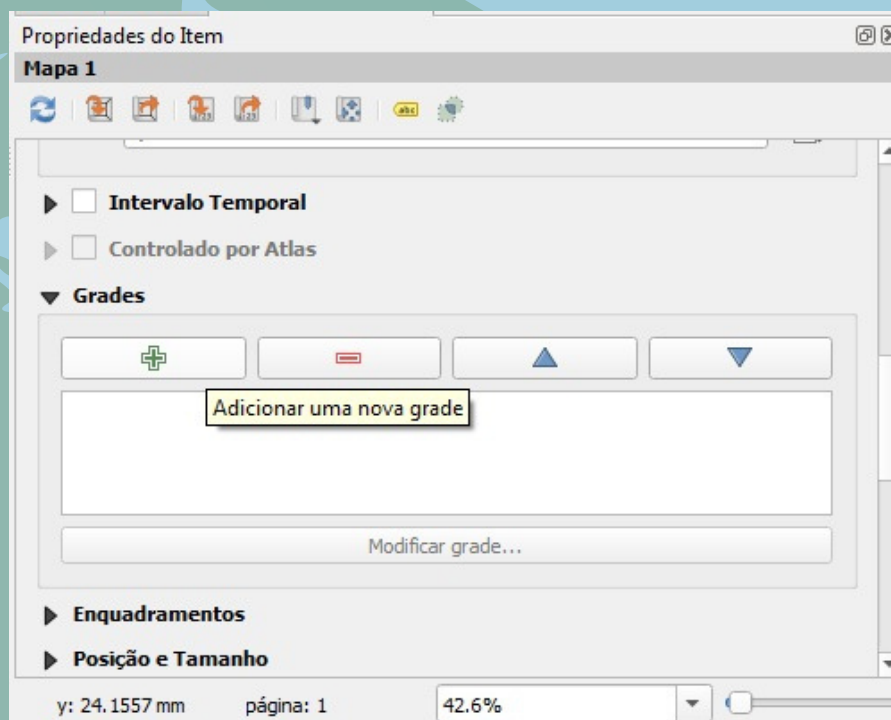 Propriedades do Item
Mapa 1
abc
Intervalo Temporal
Controlado por Atlas
Grades
Adicionar uma nova grade
Modificar grade...
Enquadramentos
Posição e Tamanho
y: 24.1557 mm página: 1 42.6%